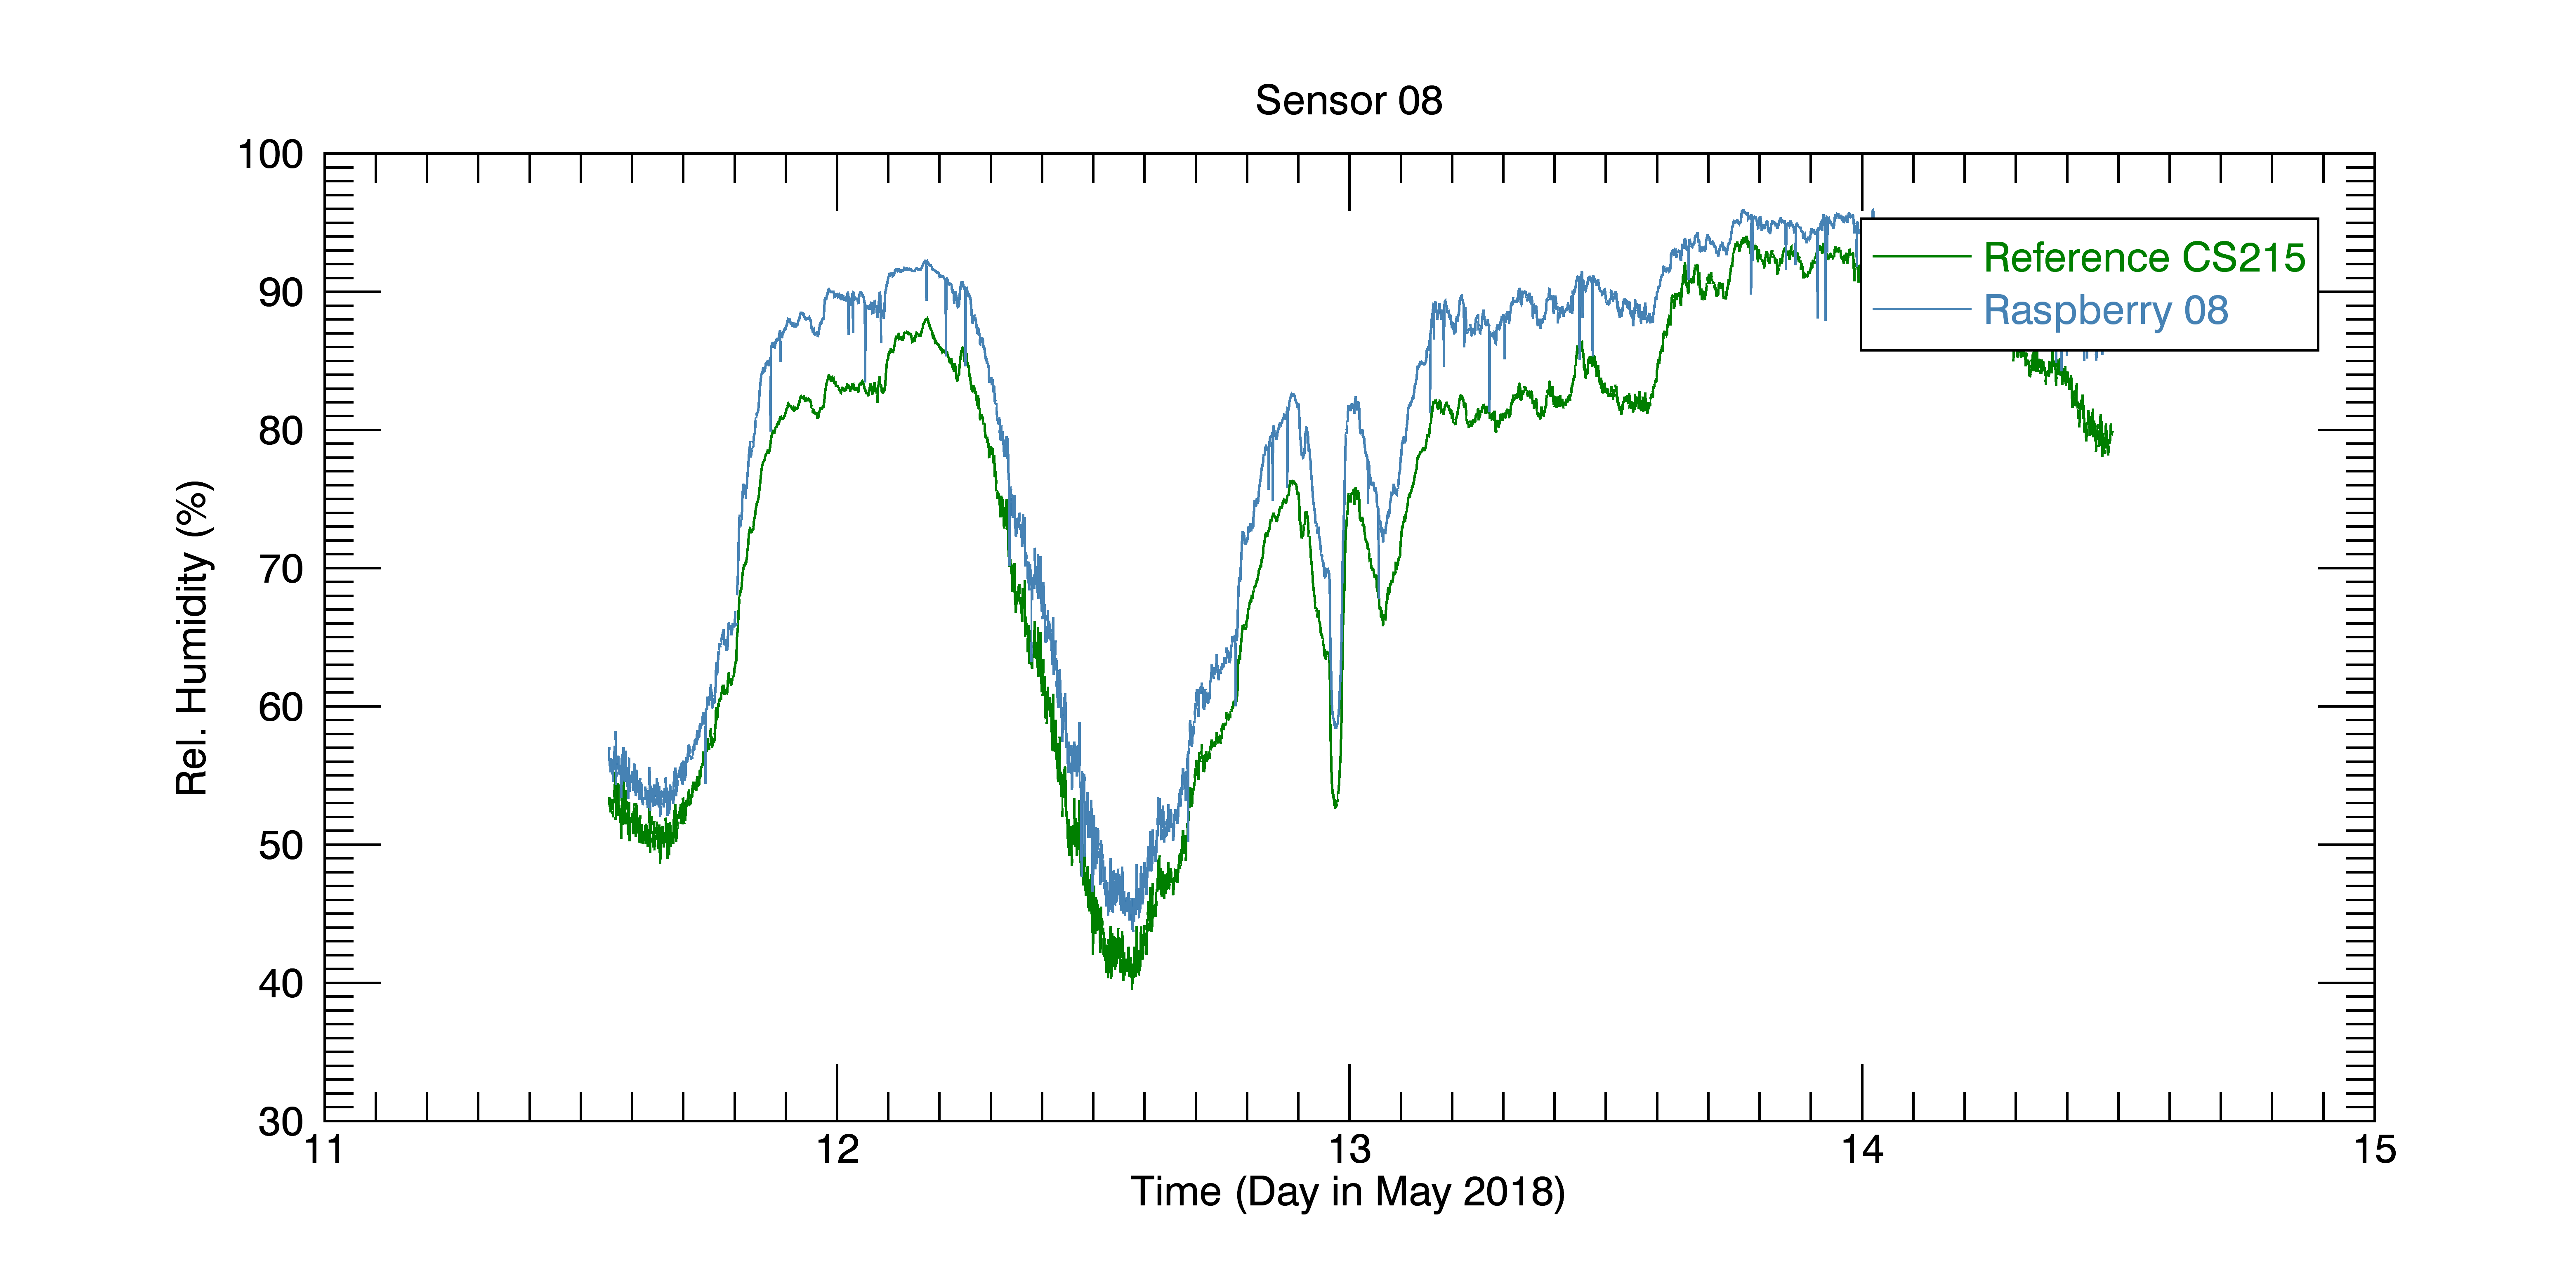 Sensor 08
100
90
80
70
60
50
40
30
Rel. Humidity (%)
Reference CS215
Raspberry 08
11 12 13 14 15
Time (Day in May 2018)